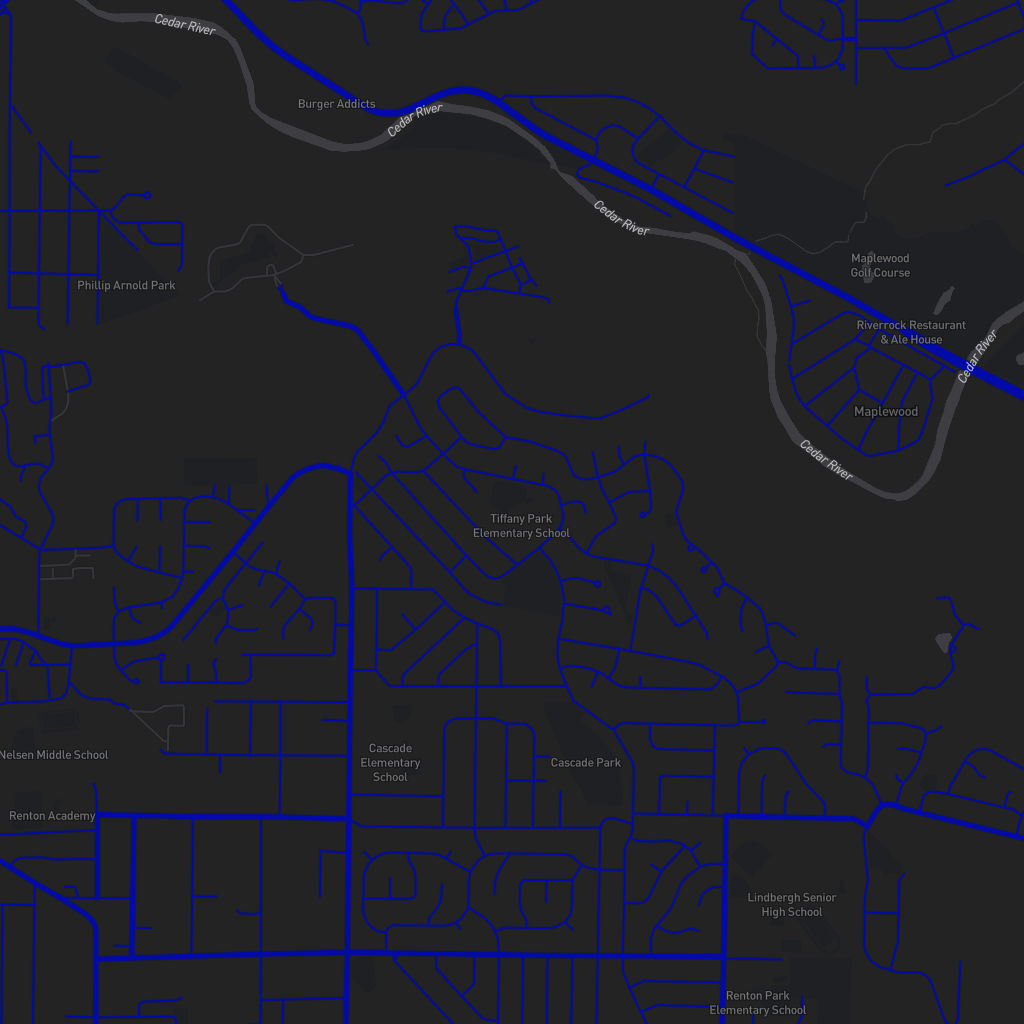 Cedar River
Burger Addicts
Cedar River
Cedar River
Maplewood
Golf Course
Phillip Arnold Park
Riverrock Restaurant
& Ale House
Cedar River
Maplewood
Cedar River
Tiffany Park
Elementary School
Nelsen Middle School
Cascade
Elementary
School
Cascade Park
Renton Academy
Lindbergh Senior
High School
Renton Park
Elementary School